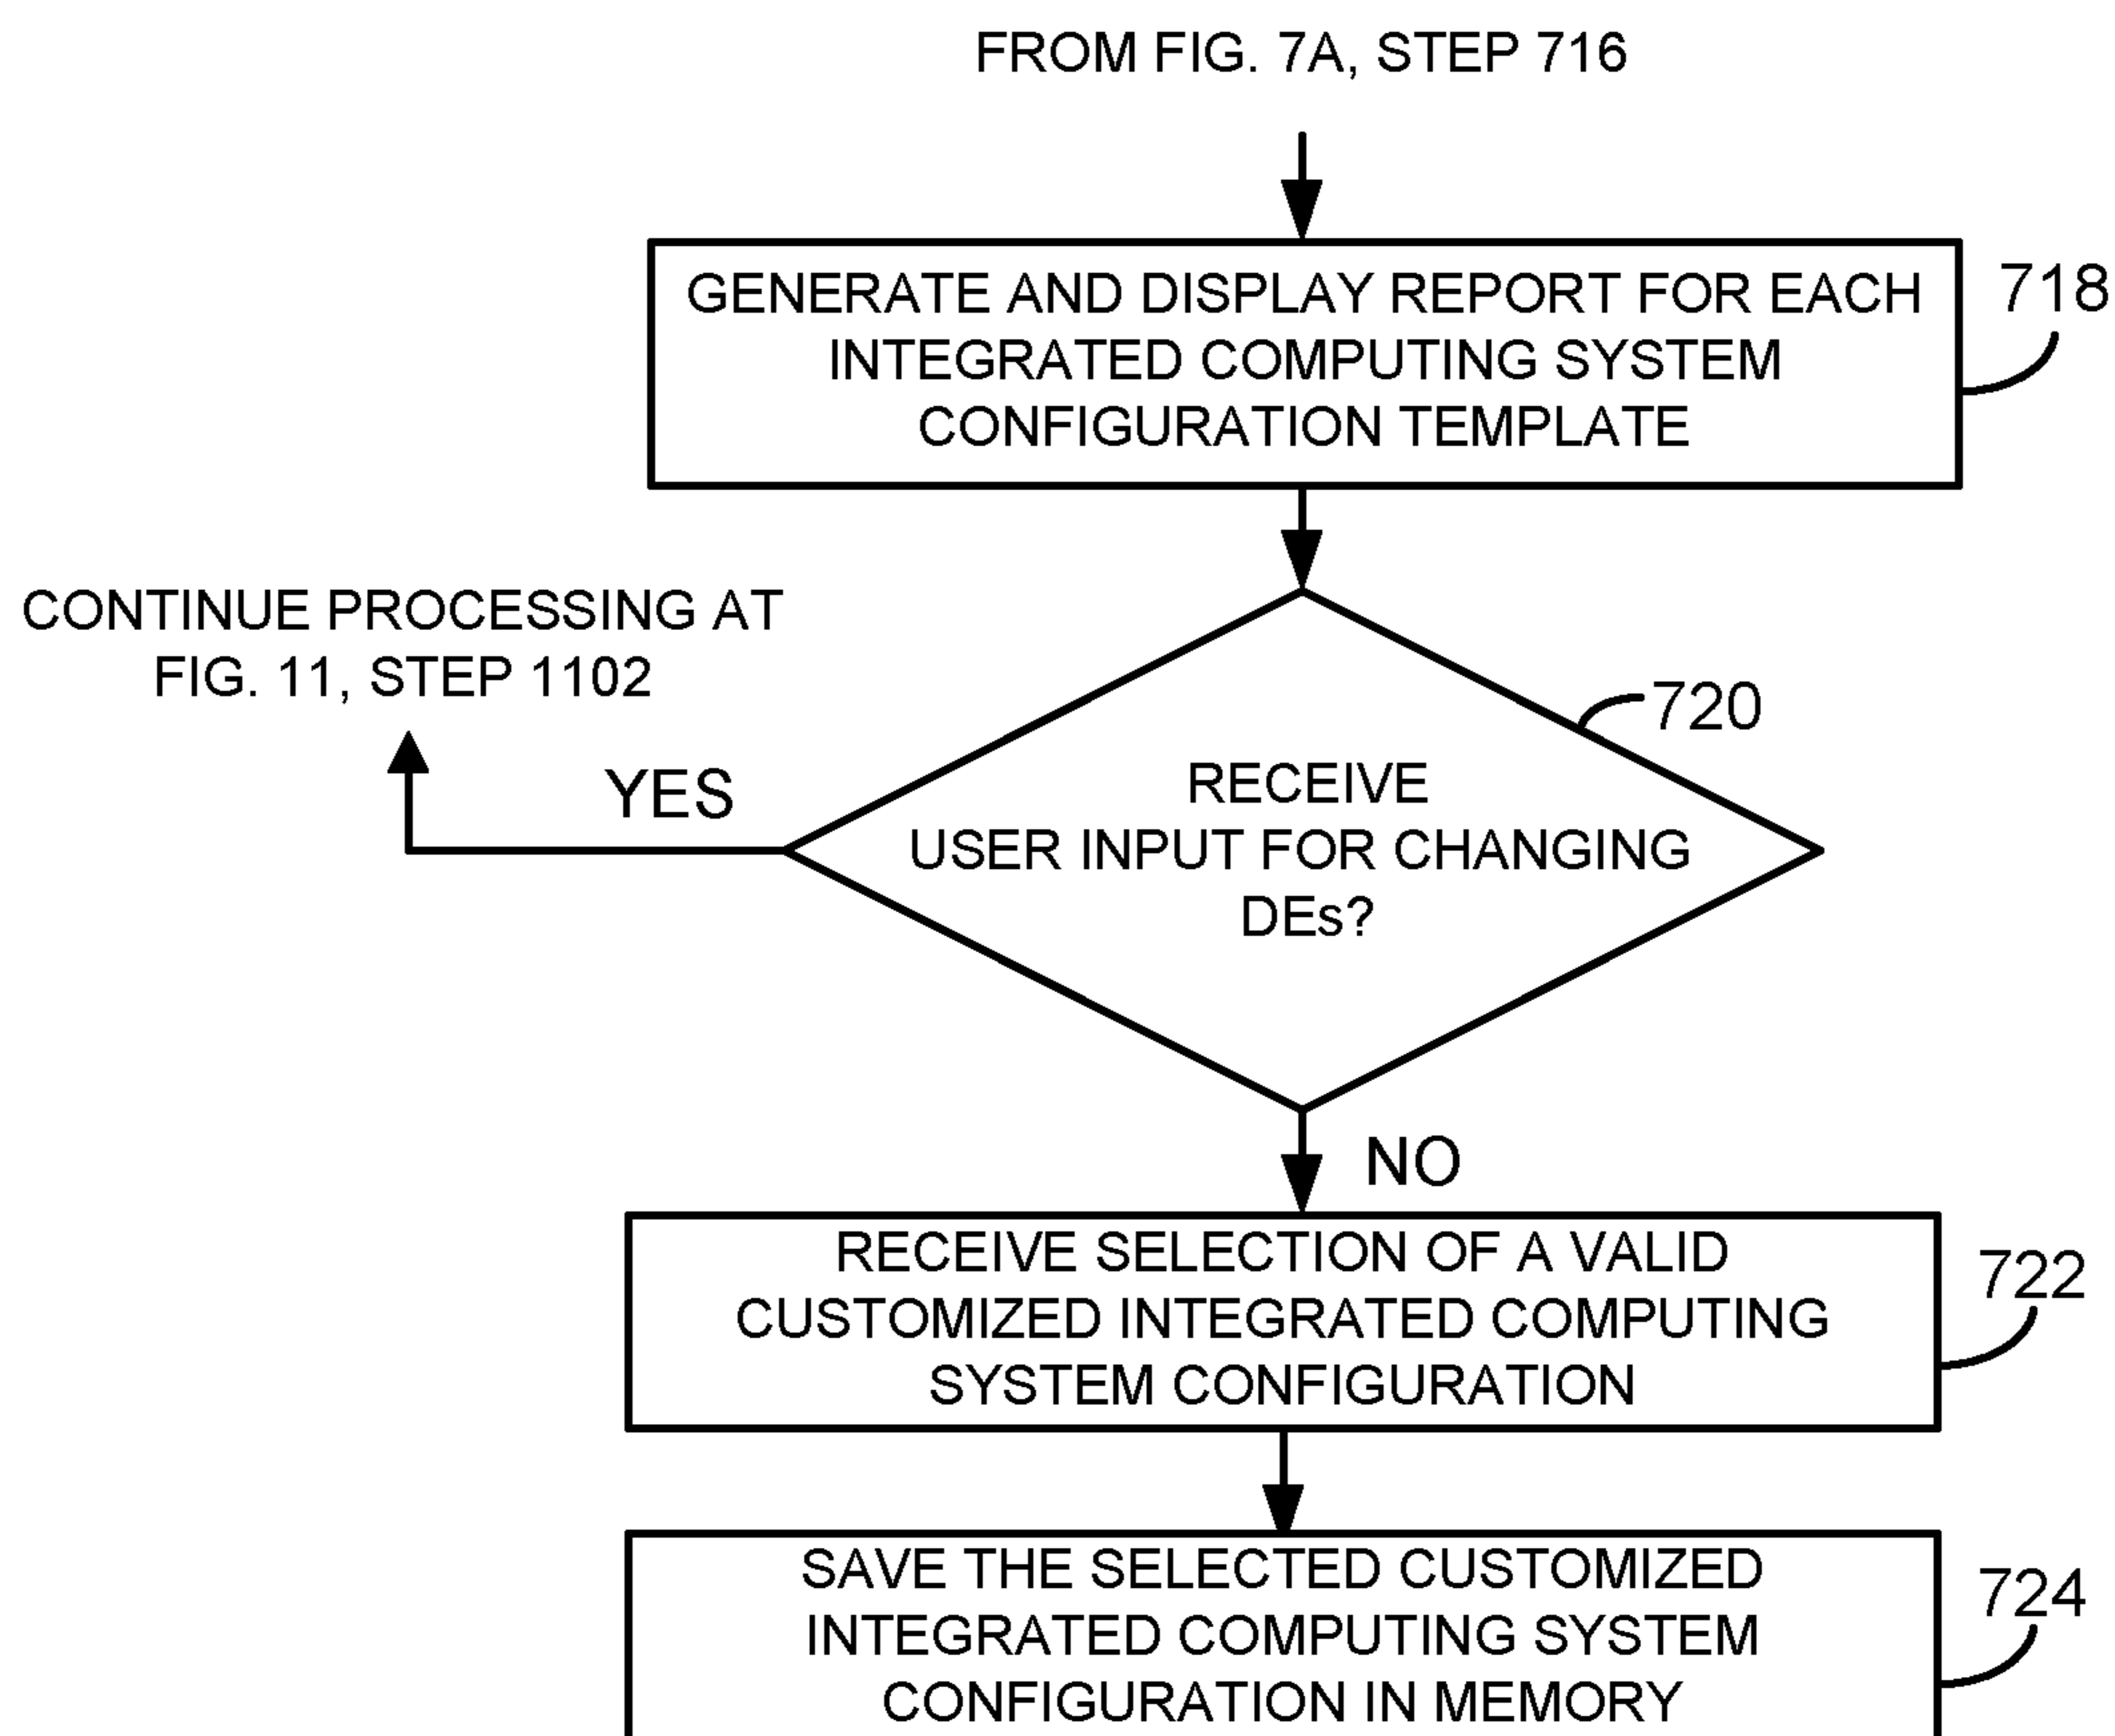 FROM FIG. 7A, STEP 716
GENERATE AND DISPLAY REPORT FOR EACH
INTEGRATED COMPUTING SYSTEM
CONFIGURATION TEMPLATE
718
CONTINUE PROCESSING AT
FIG. 11, STEP 1102
720
YES
RECEIVE
USER INPUT FOR CHANGING
DEs?
NO
RECEIVE SELECTION OF A VALID
CUSTOMIZED INTEGRATED COMPUTING
SYSTEM CONFIGURATION
722
SAVE THE SELECTED CUSTOMIZED
INTEGRATED COMPUTING SYSTEM
CONFIGURATION IN MEMORY
724